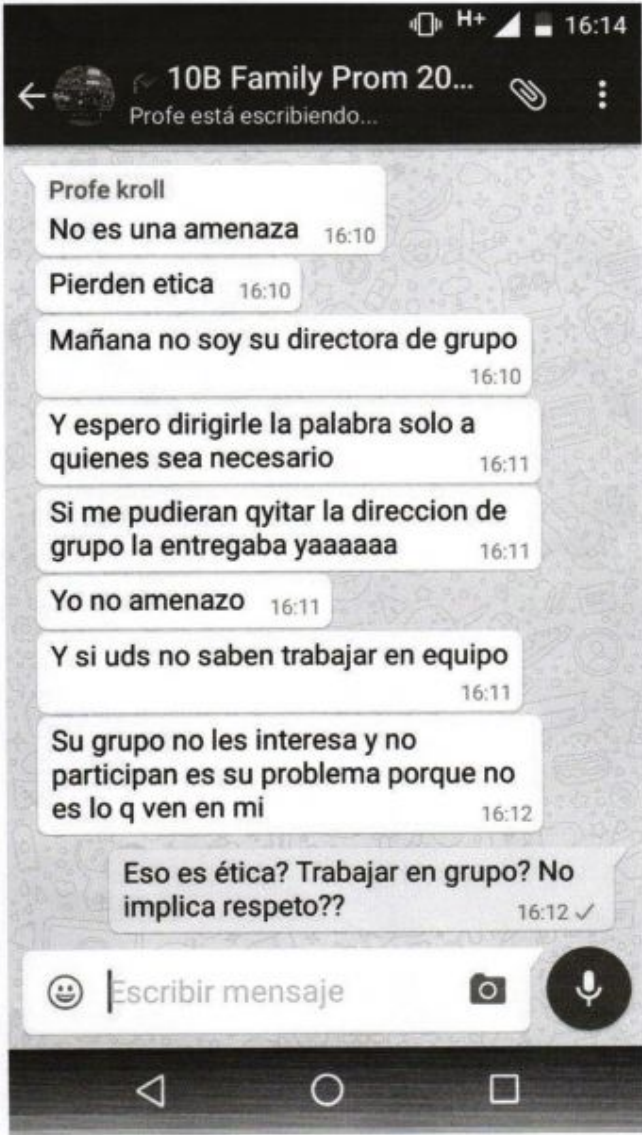 H+ 16:14
10B Family Prom 20...
Profe está escribiendo...
Profe kroll
No es una amenaza 16:10
Pierden etica 16:10
Mañana no soy su directora de grupo
16:10
Y espero dirigirle la palabra solo a
quienes sea necesario 16:11
Si me pudieran qyitar la direccion de
grupo la entregaba yaaaaaa 16:11
Yo no amenazo 16:11
Y si uds no saben trabajar en equipo
16:11
Su grupo no les interesa y no
participan es su problema porque no
es lo q ven en mi 16:12
Eso es ética? Trabajar en grupo? No
implica respeto?? 16:12
Escribir mensaje